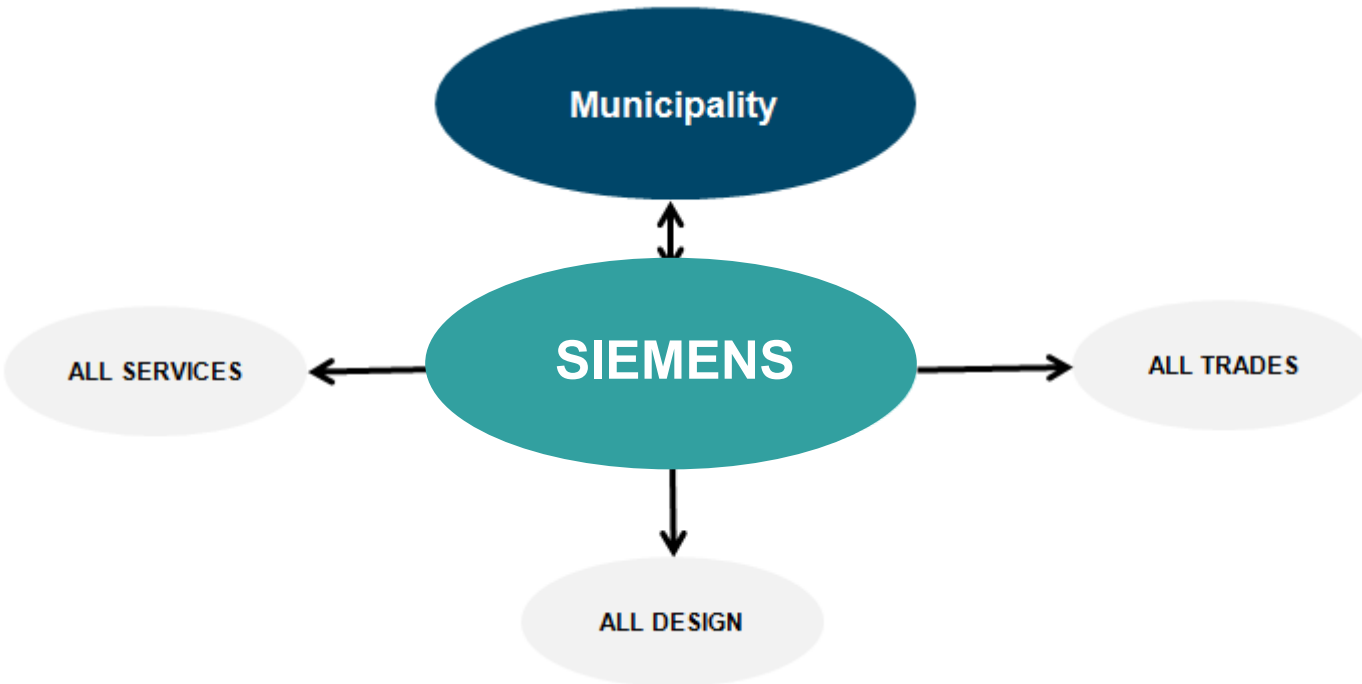 Municipality
SIEMENS
ALL SERVICES
ALL TRADES
ALL DESIGN